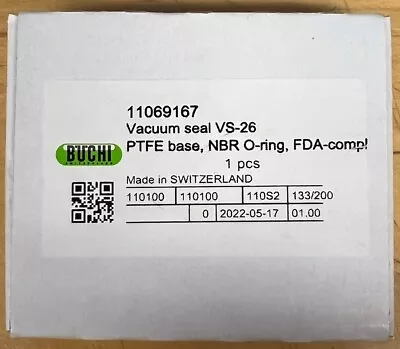 11069167
Vacuum seal VS-26
PTFE base, NBR O-ring, FDA-compl
1 pcs
BUCHI
SWITZERLAND
Made in SWITZERLAND
110100 110100 110S2 133/200
0 2022-05-17 01.00